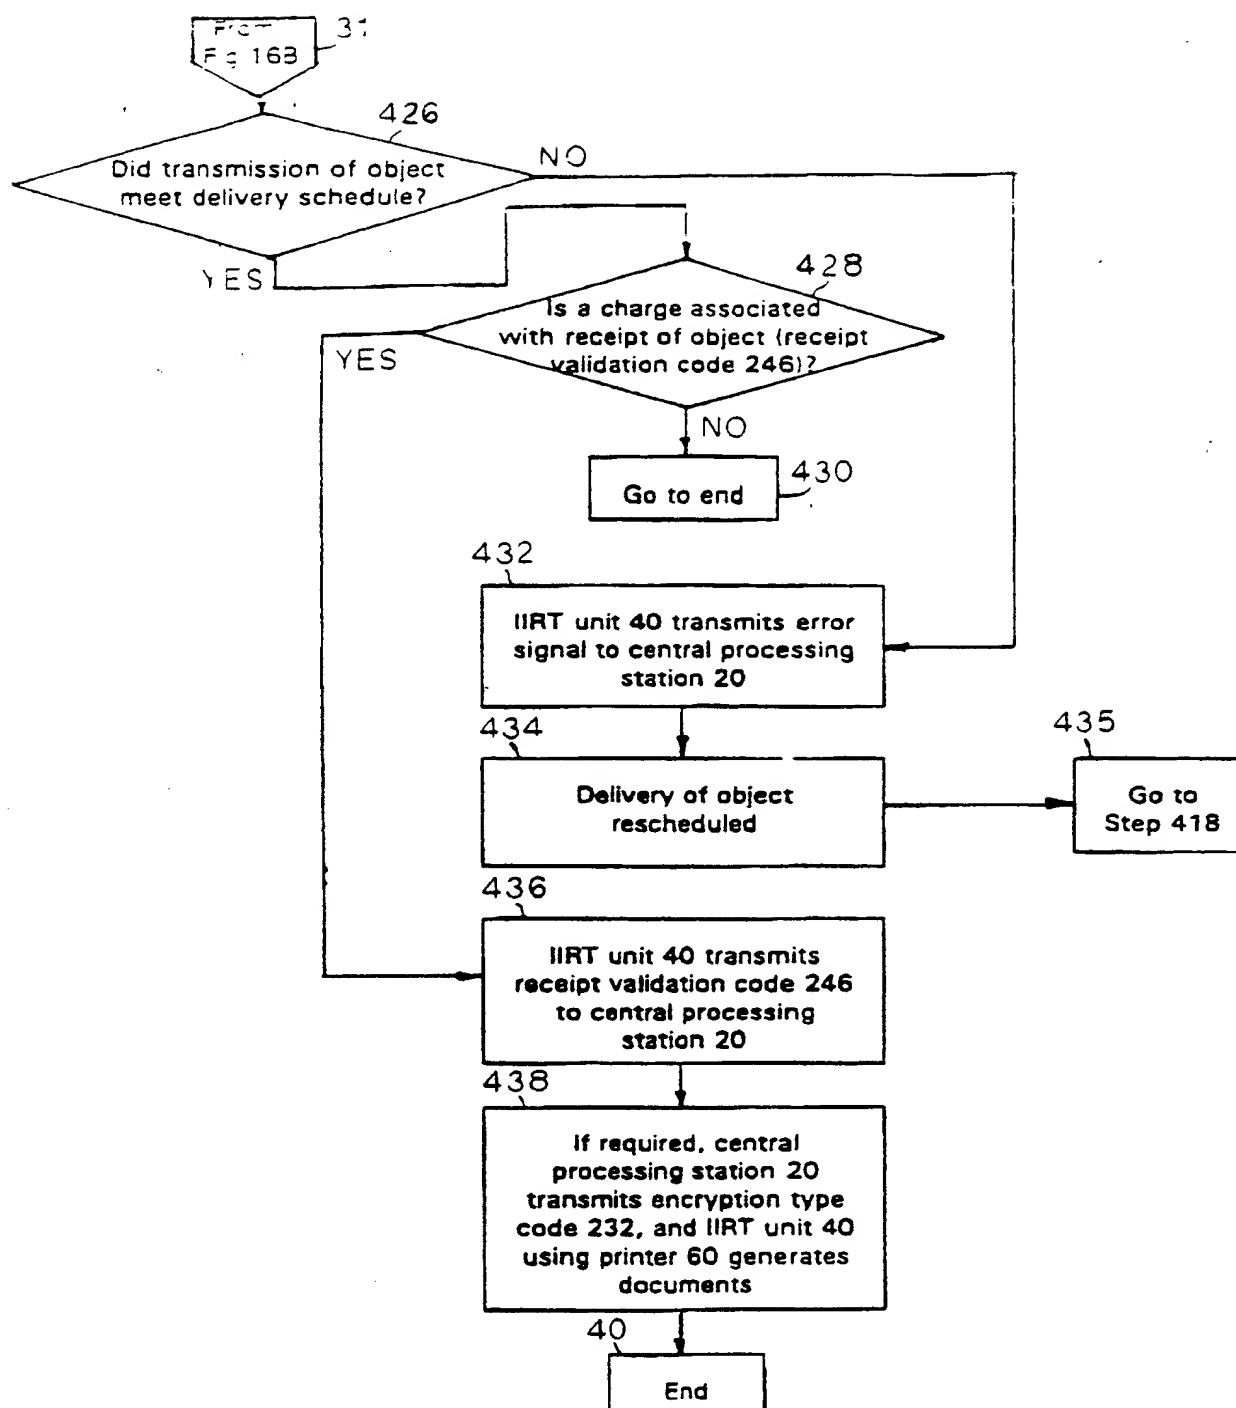 From
Fig 16B
31
426
Did transmission of object
meet delivery schedule?
NO
YES
428
Is a charge associated
with receipt of object (receipt
validation code 246)?
YES
NO
430
Go to end
432
IIRT unit 40 transmits error
signal to central processing
station 20
434
Delivery of object
rescheduled
435
Go to
Step 418
436
IIRT unit 40 transmits
receipt validation code 246
to central processing
station 20
438
If required, central
processing station 20
transmits encryption type
code 232, and IIRT unit 40
using printer 60 generates
documents
40
End